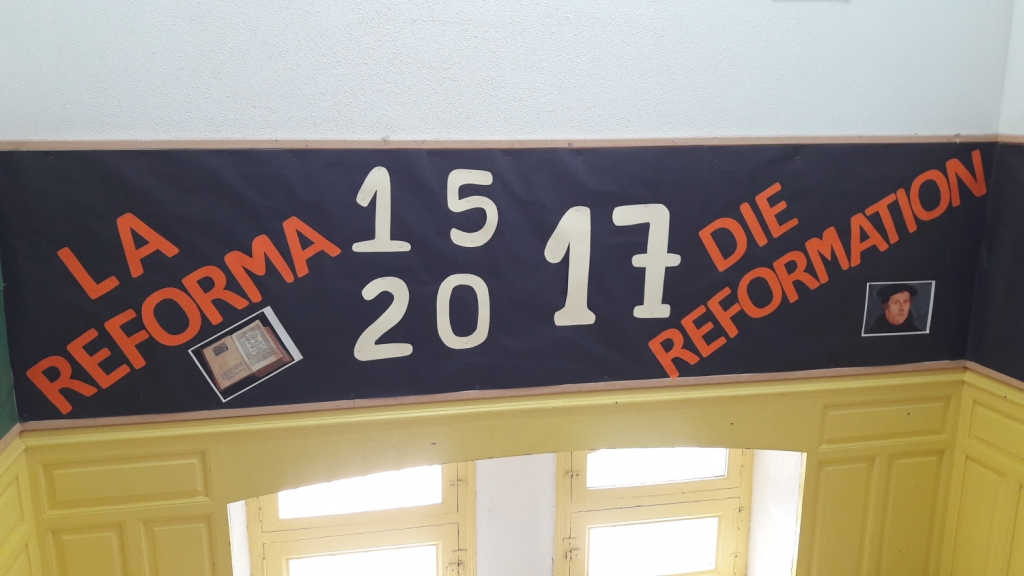 LA
REFORMA
15
20
17
DIE
REFORMATION